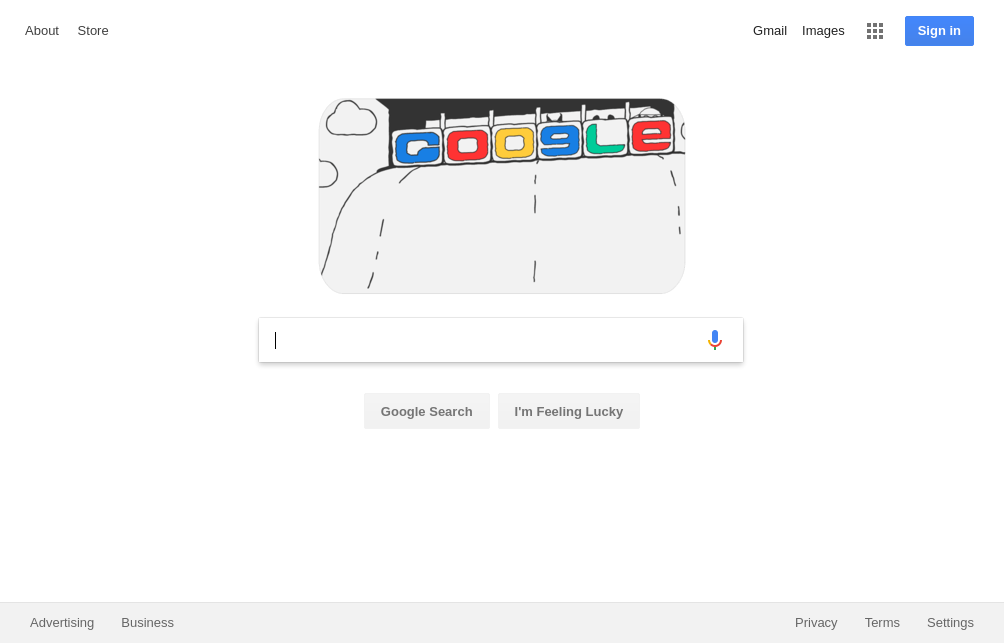 About Store Gmail Images Sign in
Google
Google Search I'm Feeling Lucky
Advertising Business Privacy Terms Settings